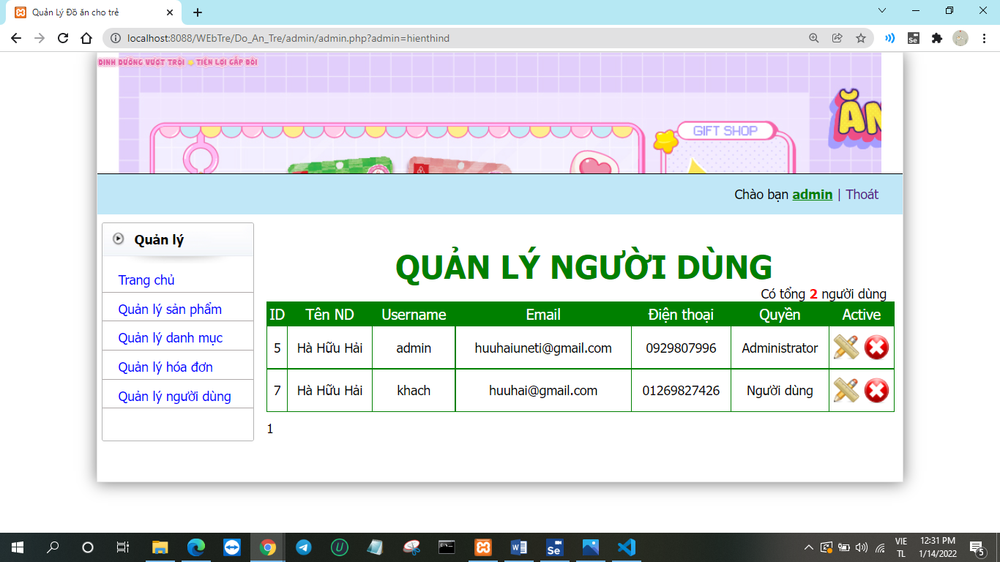 Quản Lý Đồ ăn cho trẻ
localhost:8088/WEbTre/Do_An_Tre/admin/admin.php?admin=hienthind
DINH DƯỠNG VƯỢT TRỘI TIỆN LỢI GẤP ĐÔI
GIFT SHOP
ĂN
Chào bạn admin | Thoát
Quản lý
Trang chủ
Quản lý sản phẩm
Quản lý danh mục
Quản lý hóa đơn
Quản lý người dùng
QUẢN LÝ NGƯỜI DÙNG
Có tổng 2 người dùng
ID Tên ND Username Email Điện thoại Quyền Active
5 Hà Hữu Hải admin huuhaiuneti@gmail.com 0929807996 Administrator
7 Hà Hữu Hải khach huuhai@gmail.com 01269827426 Người dùng
1
VIE
TL
12:31 PM
1/14/2022
5